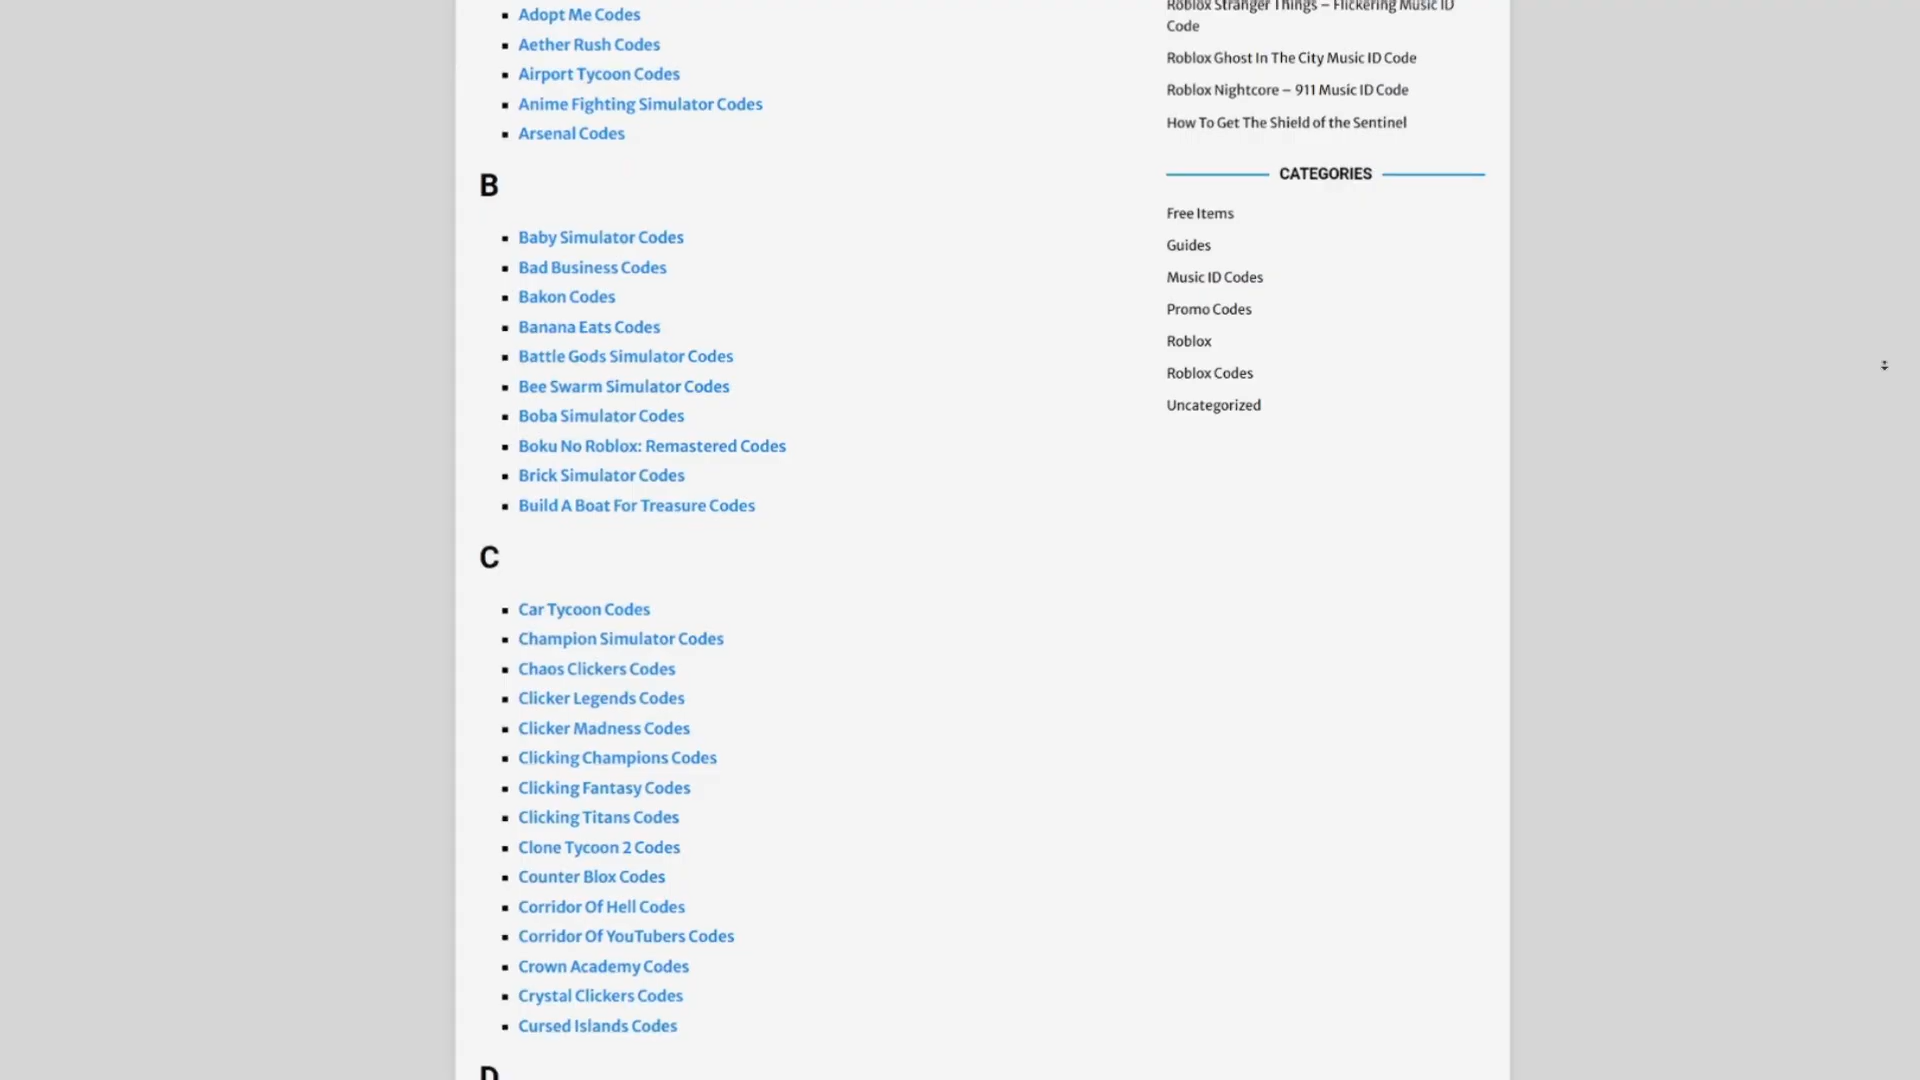 Adopt Me Codes
Aether Rush Codes
Airport Tycoon Codes
Anime Fighting Simulator Codes
Arsenal Codes
B
Baby Simulator Codes
Bad Business Codes
Bakon Codes
Banana Eats Codes
Battle Gods Simulator Codes
Bee Swarm Simulator Codes
Boba Simulator Codes
Boku No Roblox: Remastered Codes
Brick Simulator Codes
Build A Boat For Treasure Codes
C
Car Tycoon Codes
Champion Simulator Codes
Chaos Clickers Codes
Clicker Legends Codes
Clicker Madness Codes
Clicking Champions Codes
Clicking Fantasy Codes
Clicking Titans Codes
Clone Tycoon 2 Codes
Counter Blox Codes
Corridor Of Hell Codes
Corridor Of YouTubers Codes
Crown Academy Codes
Crystal Clickers Codes
Cursed Islands Codes
D
Roblox Stranger Things – Flickering Music ID
Code
Roblox Ghost In The City Music ID Code
Roblox Nightcore – 911 Music ID Code
How To Get The Shield of the Sentinel
CATEGORIES
Free Items
Guides
Music ID Codes
Promo Codes
Roblox
Roblox Codes
Uncategorized